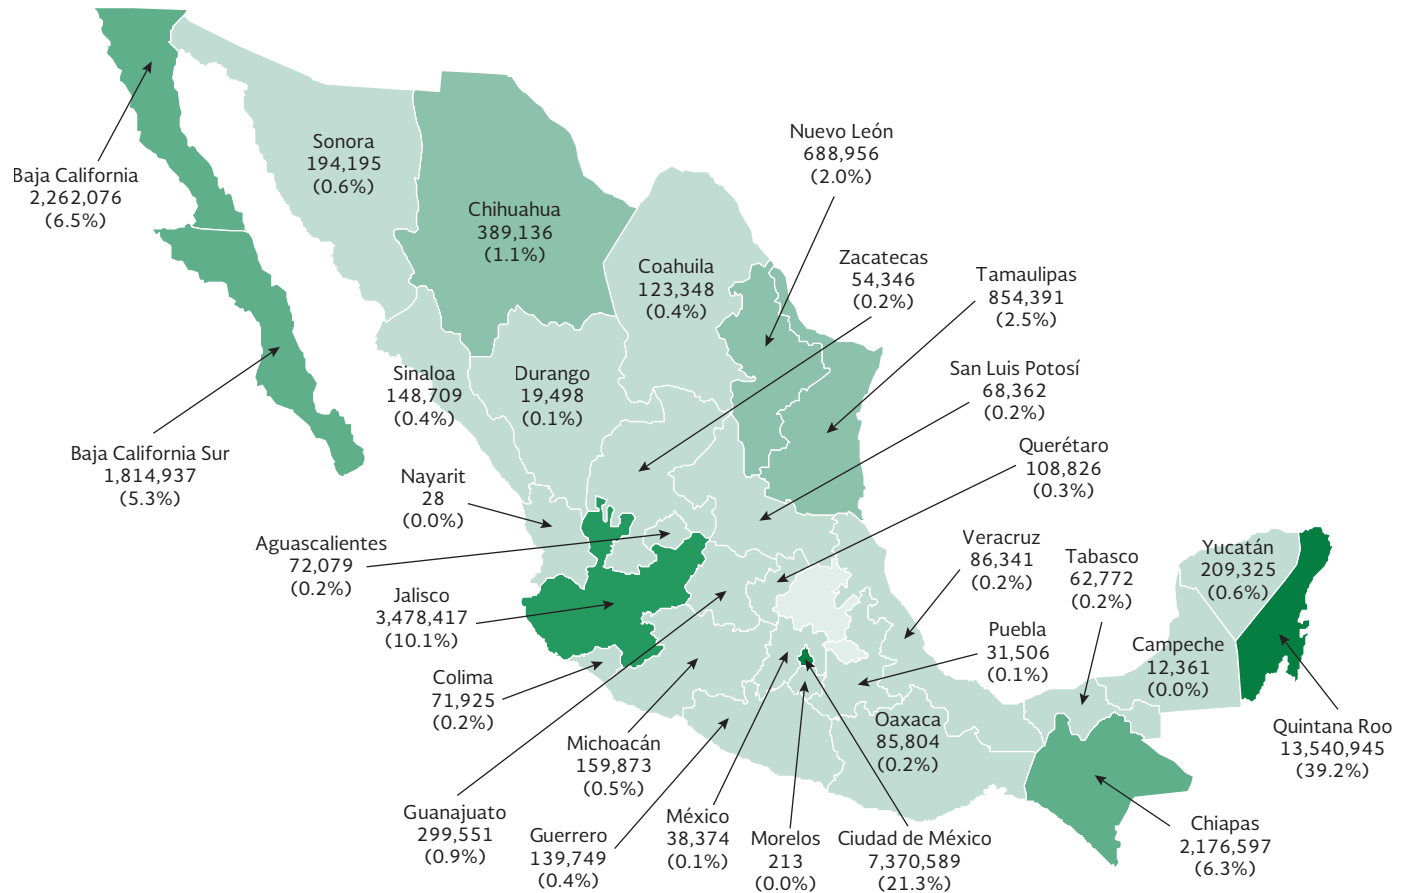 Nuevo León
688,956
(2.0%)
Sonora
194,195
(0.6%)
Baja California
2,262,076
(6.5%)
Chihuahua
389,136
(1.1%)
Coahuila
123,348
(0.4%)
Zacatecas
54,346
(0.2%)
Tamaulipas
854,391
(2.5%)
Sinaloa
148,709
(0.4%)
Durango
19,498
(0.1%)
San Luis Potosí
68,362
(0.2%)
Baja California Sur
1,814,937
(5.3%)
Querétaro
108,826
(0.3%)
Nayarit
28
(0.0%)
Aguascalientes
72,079
(0.2%)
Veracruz
86,341
(0.2%)
Tabasco
62,772
(0.2%)
Yucatán
209,325
(0.6%)
Jalisco
3,478,417
(10.1%)
Puebla
31,506
(0.1%)
Campeche
12,361
(0.0%)
Colima
71,925
(0.2%)
Oaxaca
85,804
(0.2%)
Quintana Roo
13,540,945
(39.2%)
Michoacán
159,873
(0.5%)
Guanajuato
299,551
(0.9%)
Guerrero
139,749
(0.4%)
México
38,374
(0.1%)
Morelos
213
(0.0%)
Ciudad de México
7,370,589
(21.3%)
Chiapas
2,176,597
(6.3%)